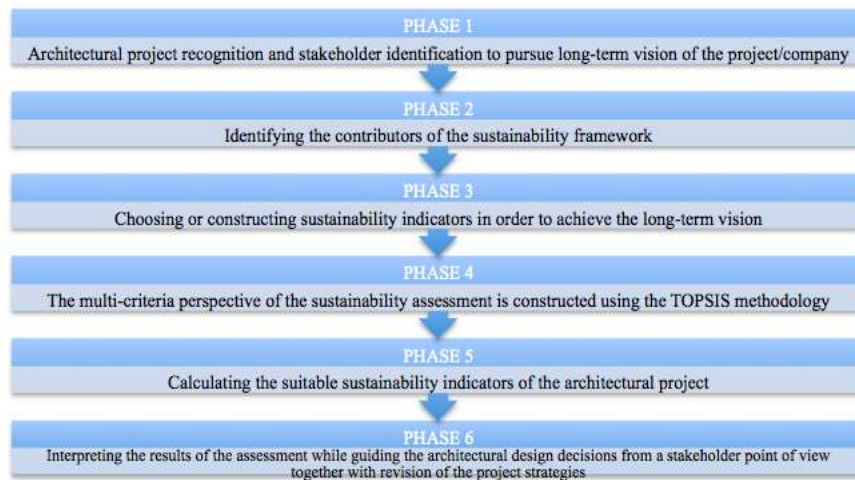 PHASE 1
Architectural project recognition and stakeholder identification to pursue long-term vision of the project/company
PHASE 2
Identifying the contributors of the sustainability framework
PHASE 3
Choosing or constructing sustainability indicators in order to achieve the long-term vision
PHASE 4
The multi-criteria perspective of the sustainability assessment is constructed using the TOPSIS methodology
PHASE 5
Calculating the suitable sustainability indicators of the architectural project
PHASE 6
Interpreting the results of the assessment while guiding the architectural design decisions from a stakeholder point of view
together with revision of the project strategies